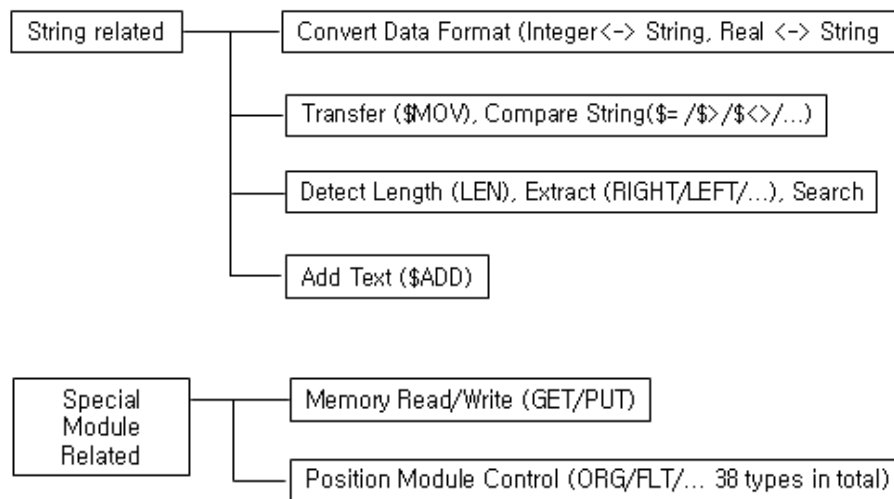 String related
Convert Data Format (Integer<-> String, Real <-> String
Transfer ($MOV), Compare String($= /$>/$<>/...)
Detect Length (LEN), Extract (RIGHT/LEFT/...), Search
Add Text ($ADD)
Special
Module
Related
Memory Read/Write (GET/PUT)
Position Module Control (ORG/FLT/... 38 types in total)